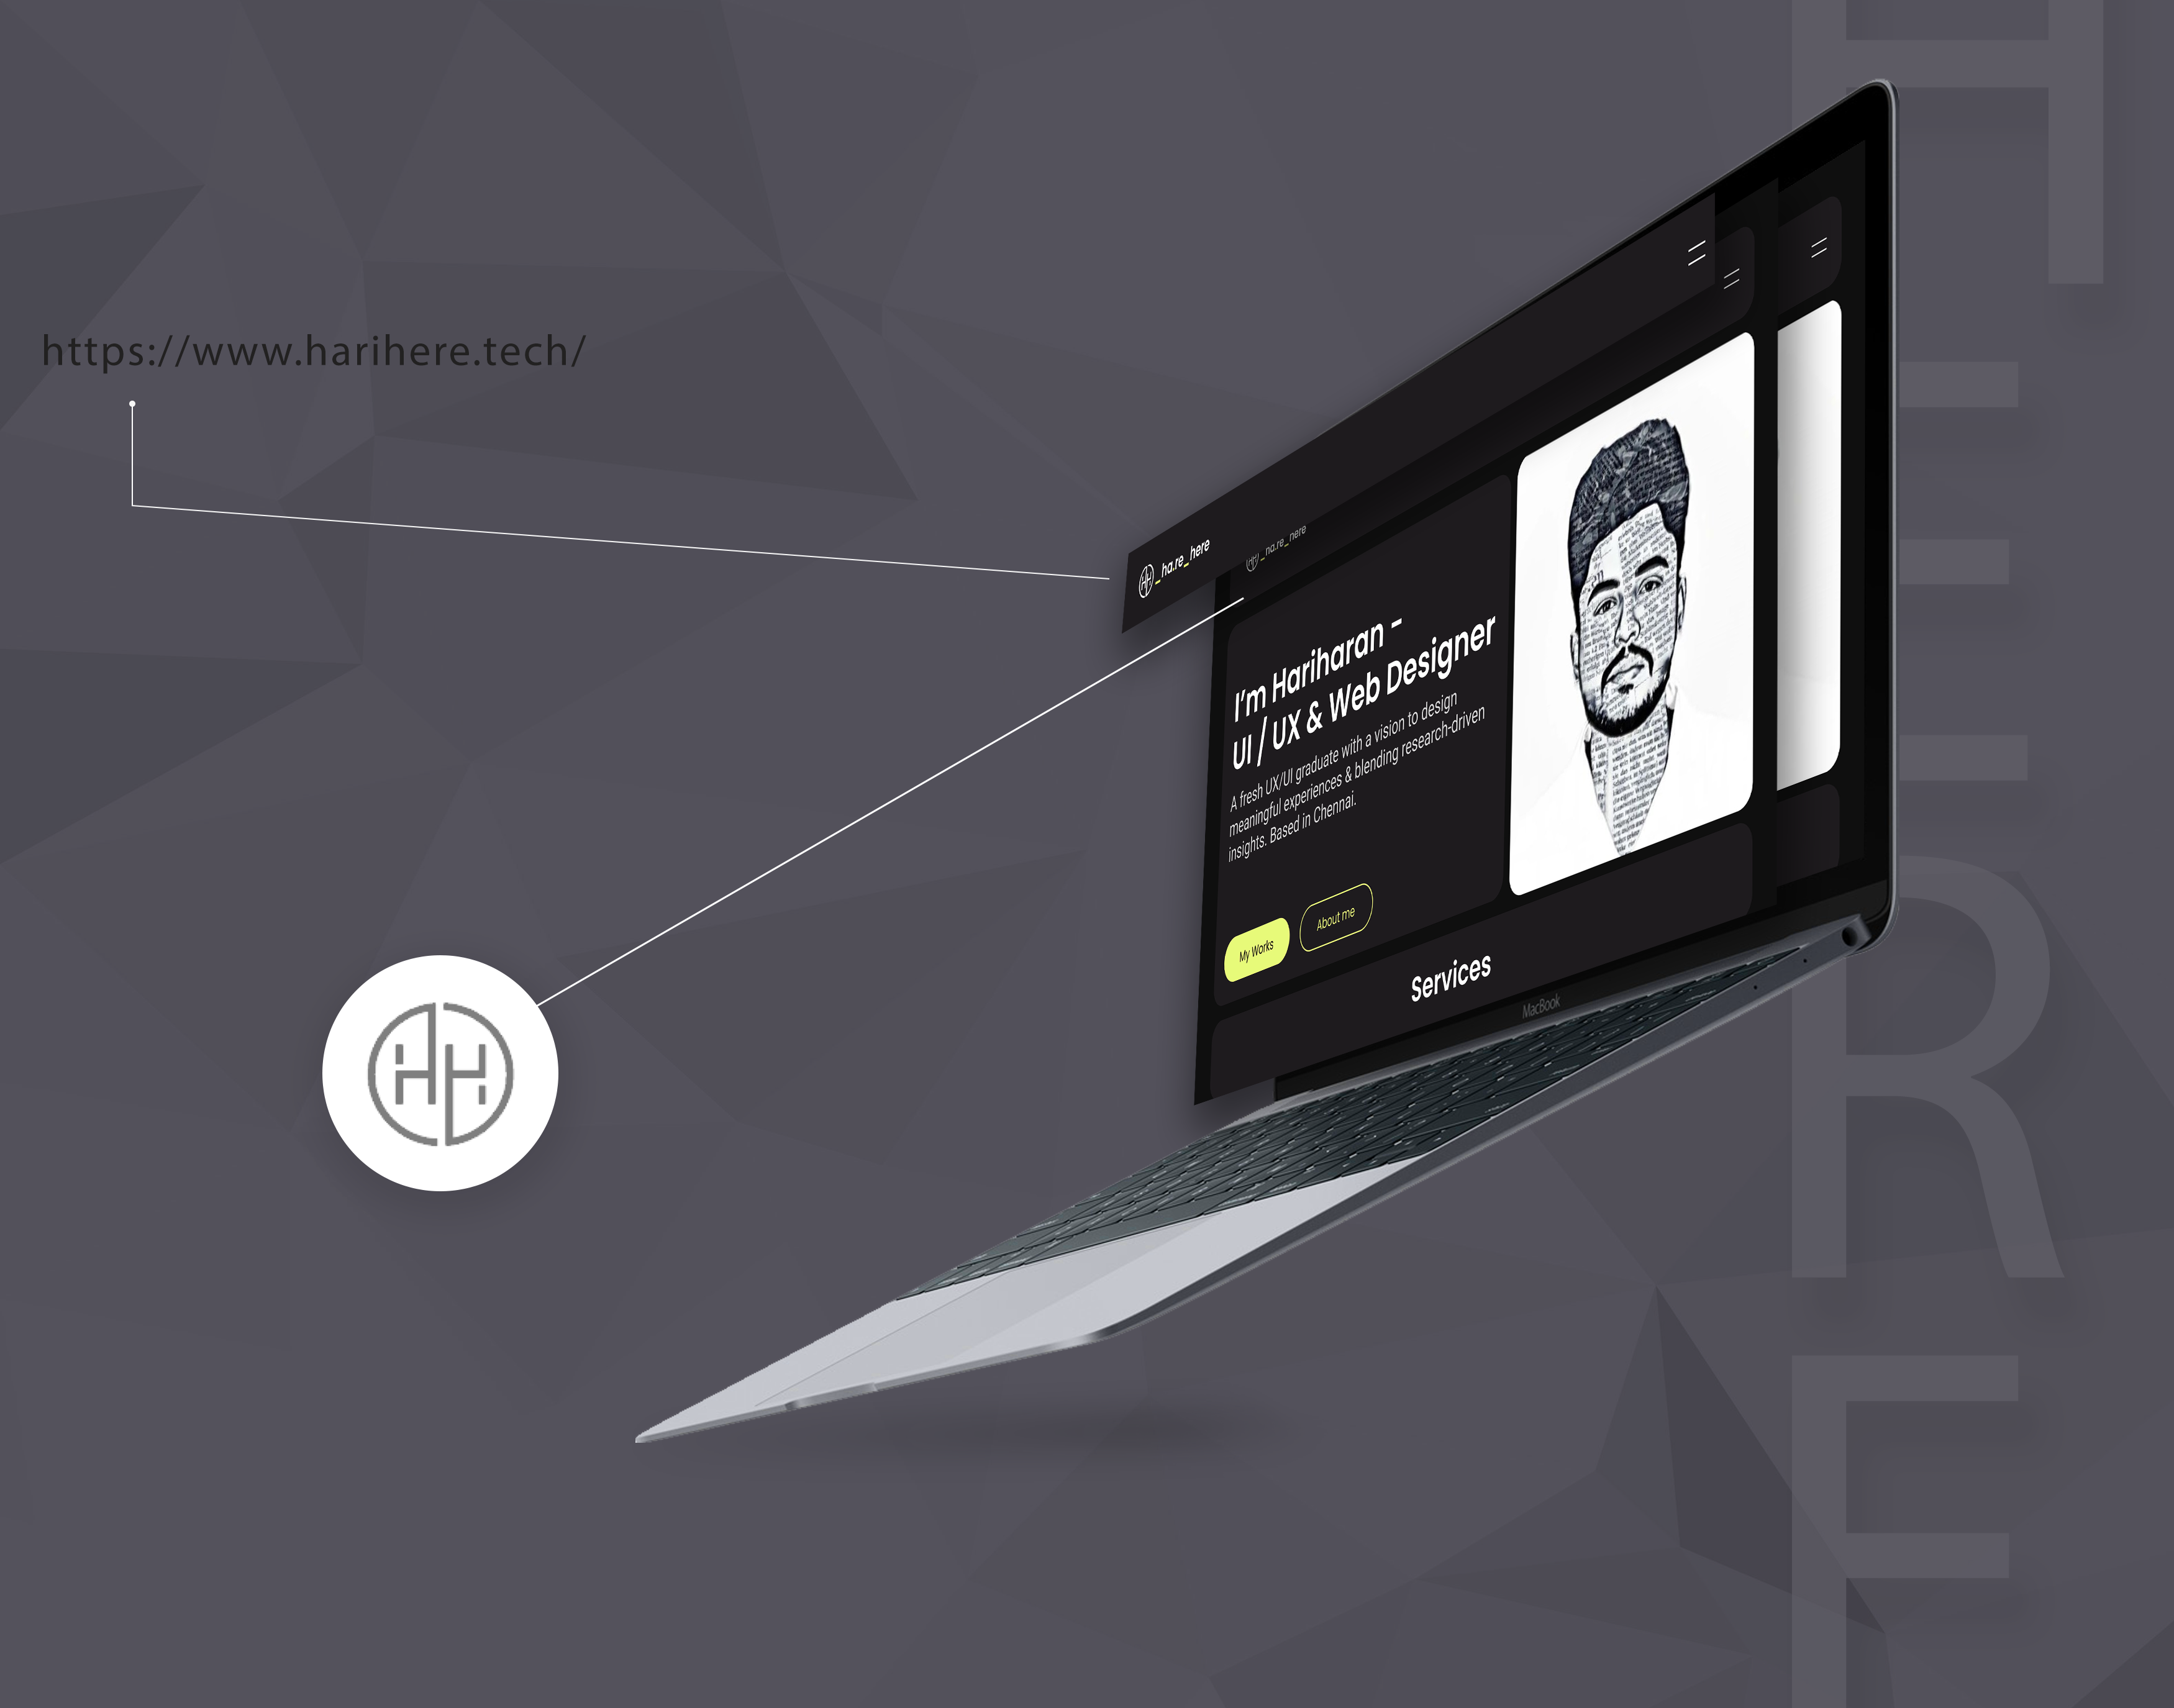 https://www.harihere.tech/
_ha.re_here
_ha.re_here
I'm Hariharan -
UI / UX & Web Designer
A fresh UX/UI graduate with a vision to design
meaningful experiences & blending research-driven
insights. Based in Chennai.
My Works
About me
Services
MacBook
HH
HERE